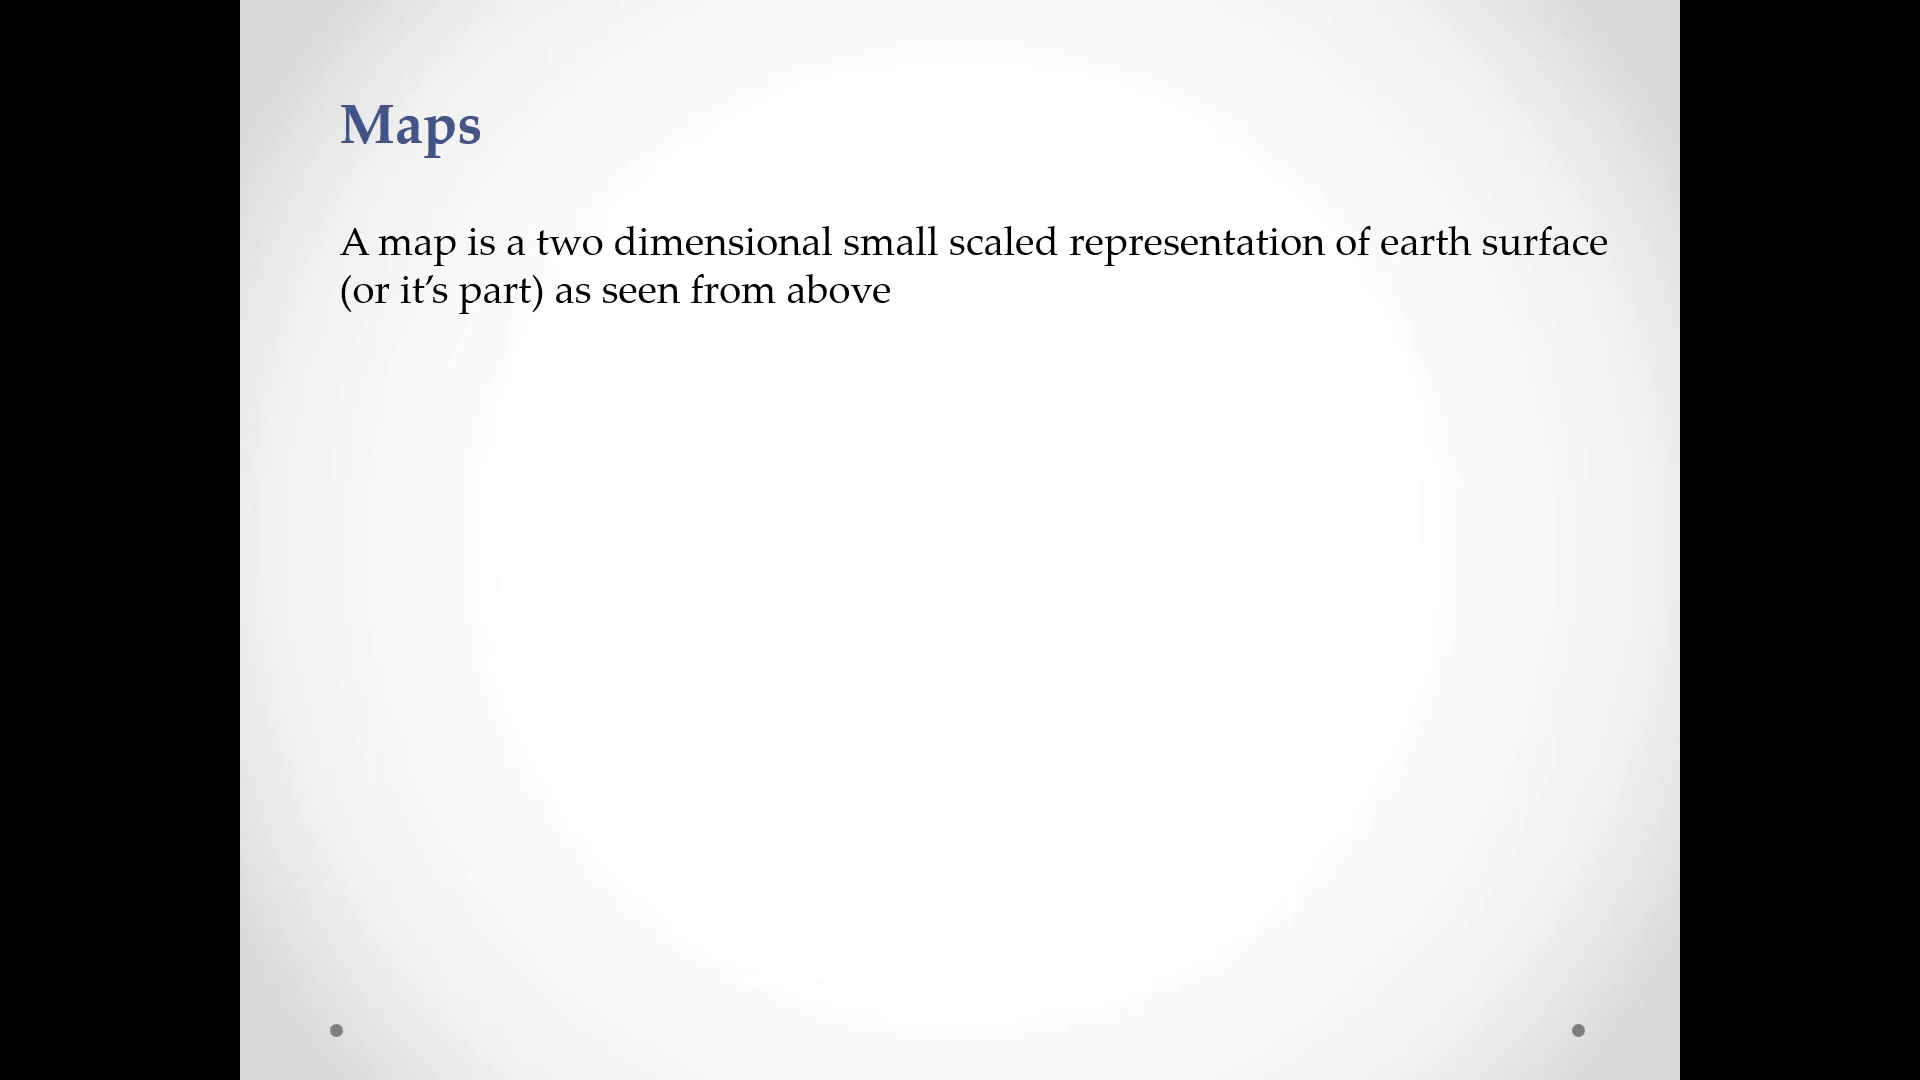 Maps
A map is a two dimensional small scaled representation of earth surface
(or it’s part) as seen from above